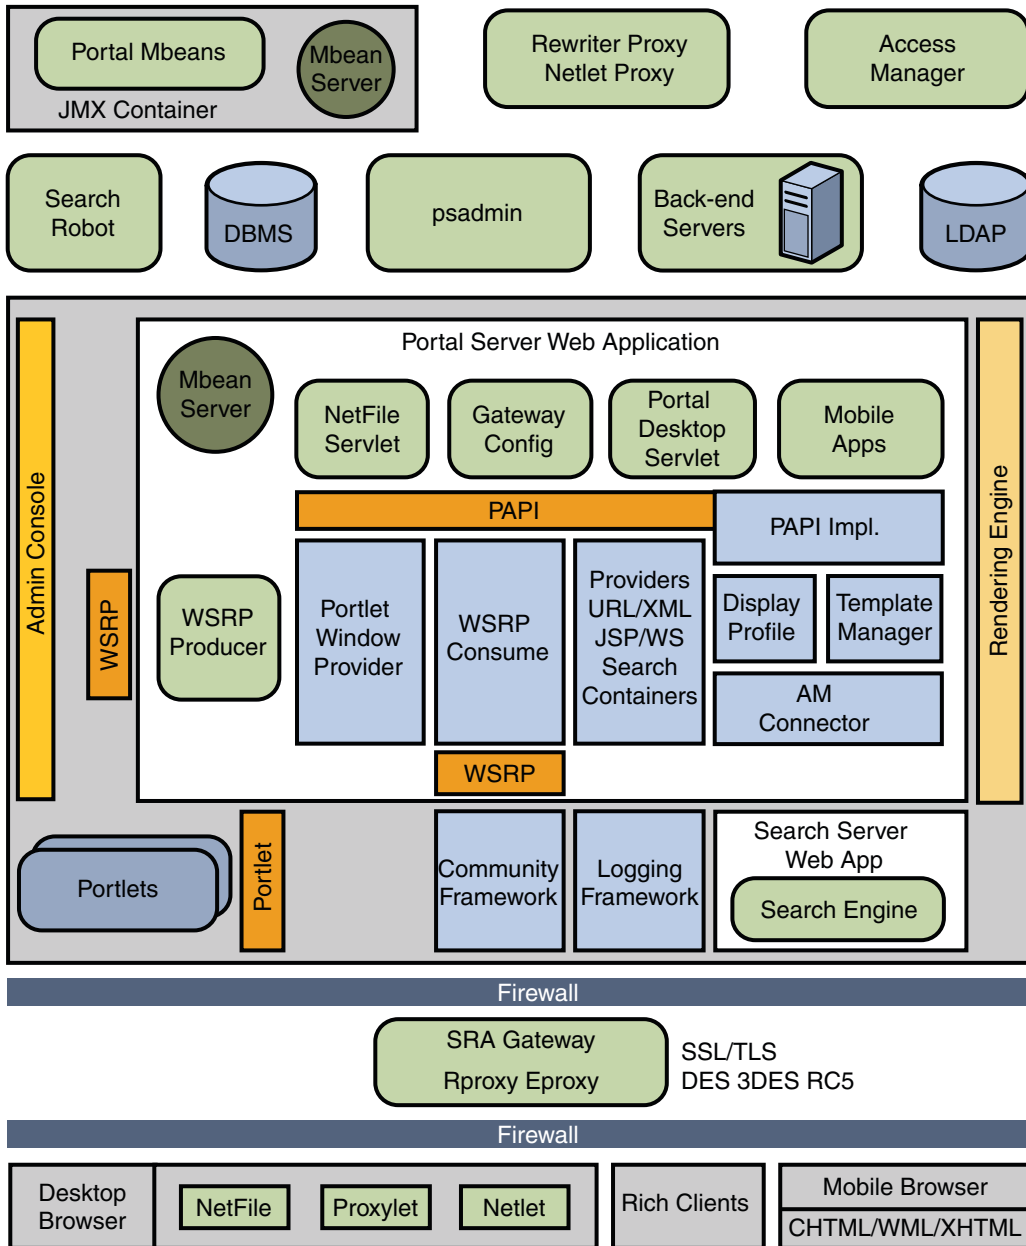 Portal Mbeans
Mbean
Server
JMX Container
Rewriter Proxy
Netlet Proxy
Access
Manager
Search
Robot
DBMS
psadmin
Back-end
Servers
LDAP
Admin Console
WSRP
Portal Server Web Application
Mbean
Server
NetFile
Servlet
Gateway
Config
Portal
Desktop
Servlet
Mobile
Apps
PAPI
PAPI Impl.
WSRP
Producer
Portlet
Window
Provider
WSRP
Consume
Providers
URL/XML
JSP/WS
Search
Containers
Display
Profile
Template
Manager
AM
Connector
WSRP
Rendering Engine
Portlets
Portlet
Community
Framework
Logging
Framework
Search Server
Web App
Search Engine
Firewall
SRA Gateway
Rproxy Eproxy
SSL/TLS
DES 3DES RC5
Firewall
Desktop
Browser
NetFile
Proxylet
Netlet
Rich Clients
Mobile Browser
CHTML/WML/XHTML